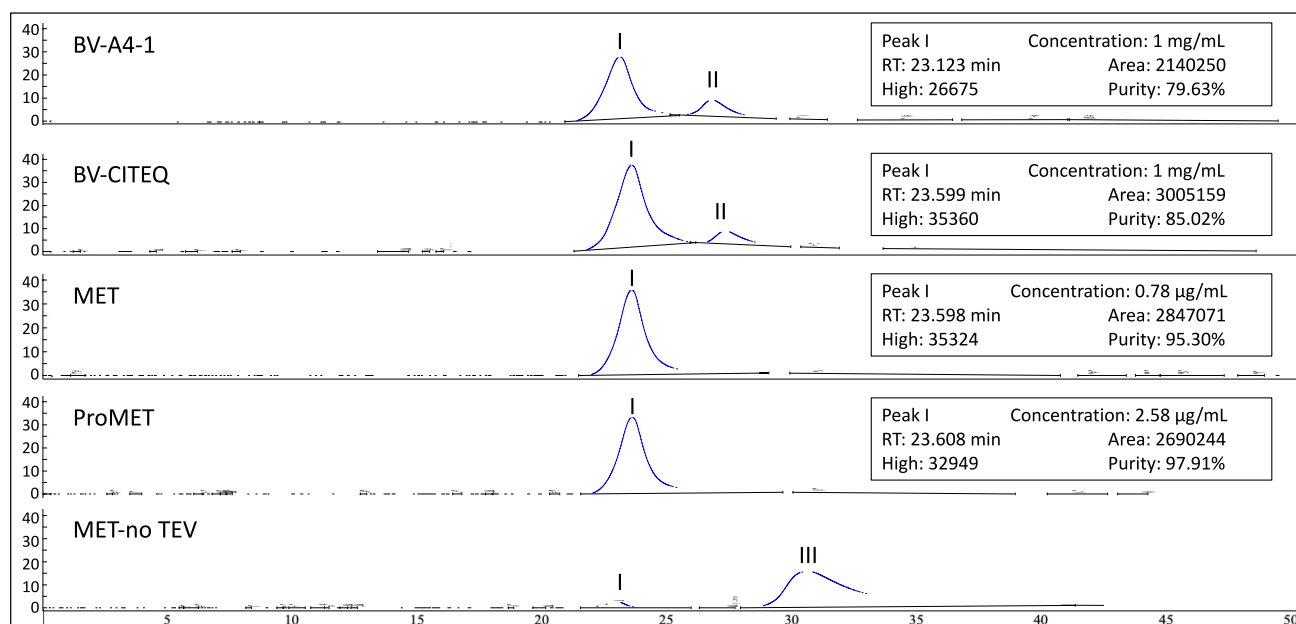 BV-A4-1
40
30
20
10
0
I
II
Peak I Concentration: 1 mg/mL
RT: 23.123 min Area: 2140250
High: 26675 Purity: 79.63%
BV-CITEQ
40
30
20
10
0
I
II
Peak I Concentration: 1 mg/mL
RT: 23.599 min Area: 3005159
High: 35360 Purity: 85.02%
MET
40
30
20
10
0
I
Peak I Concentration: 0.78 µg/mL
RT: 23.598 min Area: 2847071
High: 35324 Purity: 95.30%
ProMET
40
30
20
10
0
I
Peak I Concentration: 2.58 µg/mL
RT: 23.608 min Area: 2690244
High: 32949 Purity: 97.91%
MET-no TEV
40
30
20
10
0
I
III
5 10 15 20 25 30 35 40 45 50